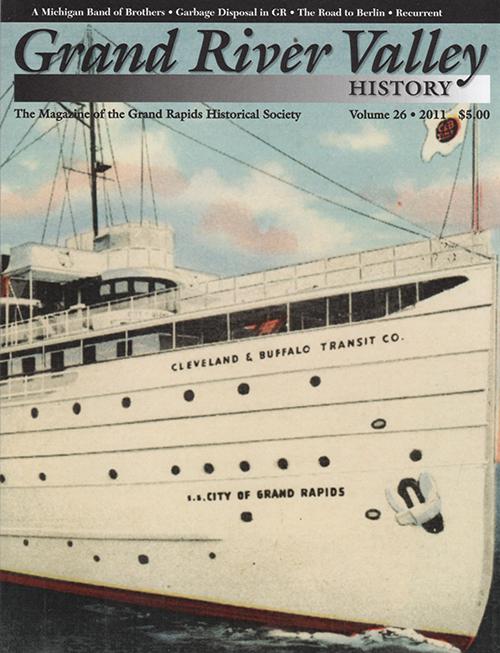 A Michigan Band of Brothers • Garbage Disposal in GR • The Road to Berlin • Recurrent
Grand River Valley
HISTORY
The Magazine of the Grand Rapids Historical Society
Volume 26 • 2011 $5.00
CLEVELAND & BUFFALO TRANSIT CO.
S.S. CITY OF GRAND RAPIDS